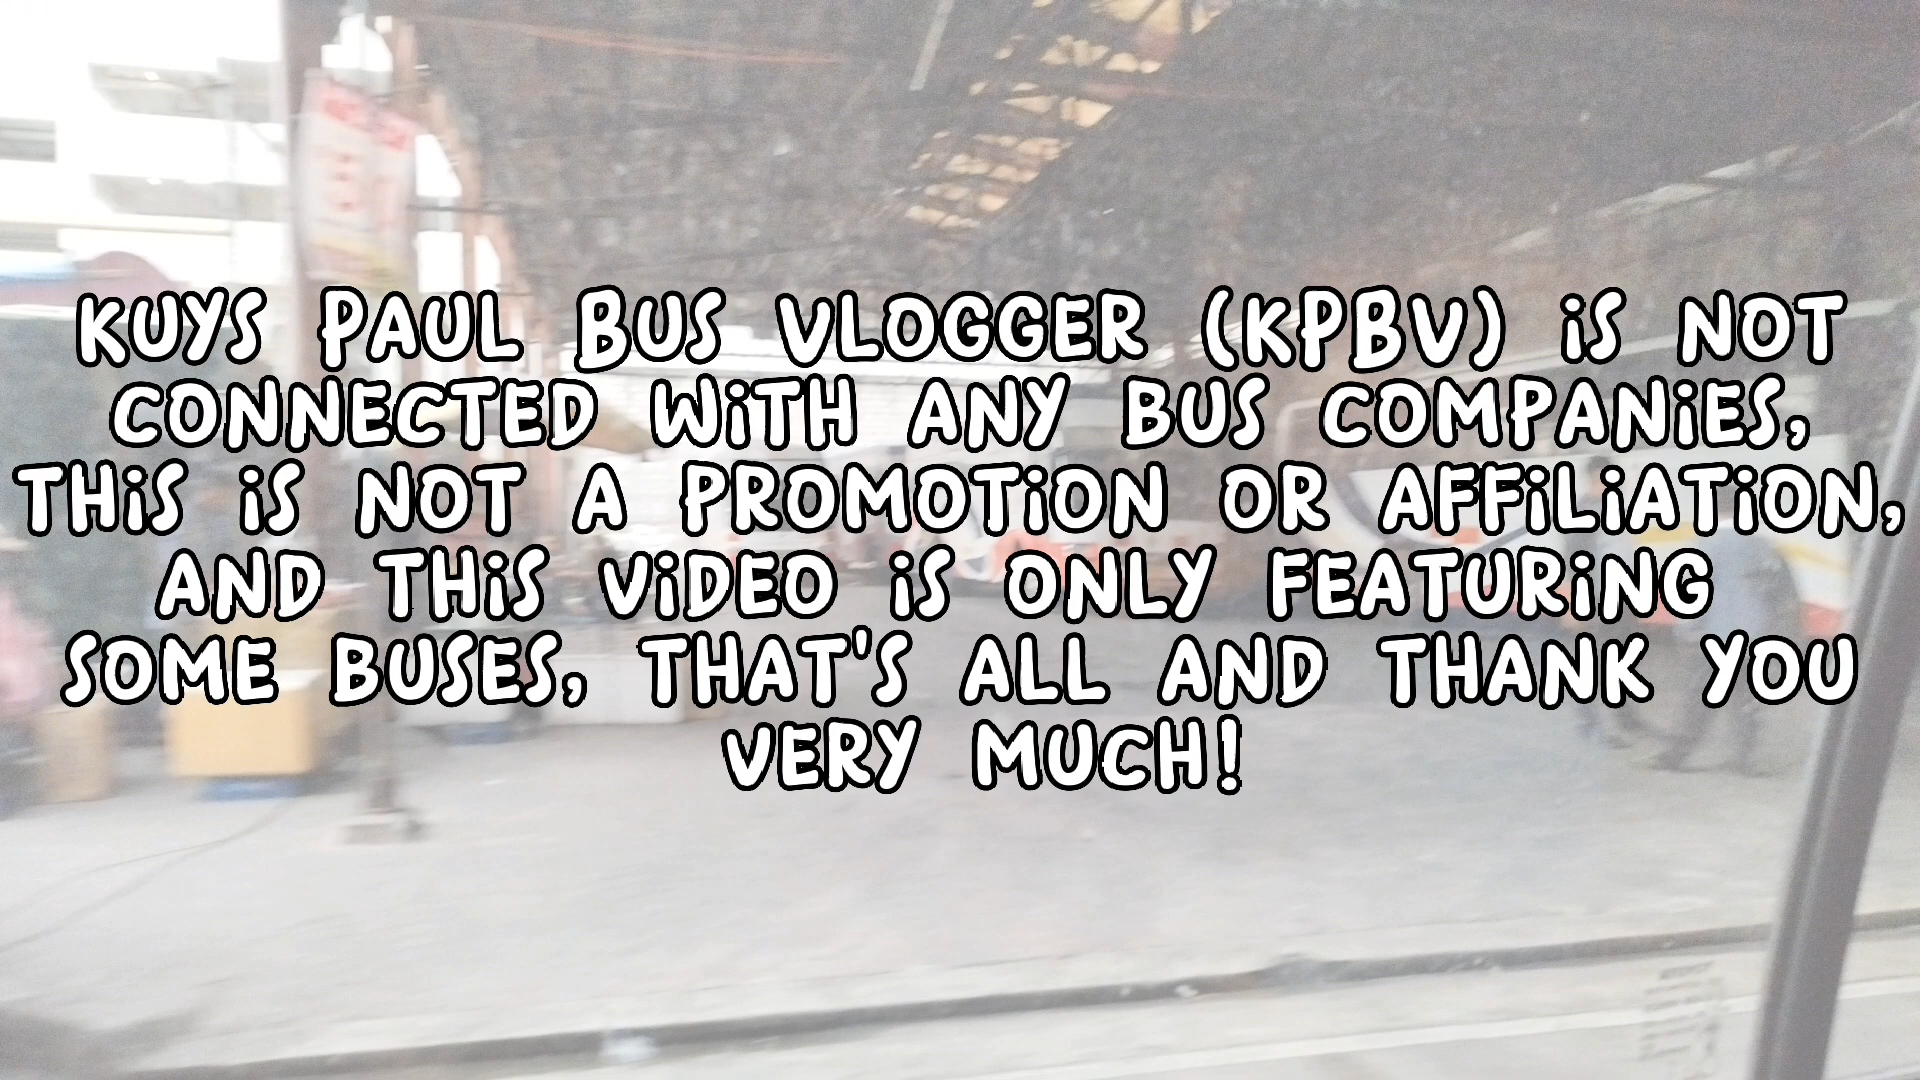 KUYS PAUL BUS VLOGGER (KPBV) iS NOT
CONNECTED WiTH ANY BUS COMPANiES,
THiS iS NOT A PROMOTiON OR AFFiLiATiON,
AND THiS ViDEO iS ONLY FEATURiNG
SOME BUSES, THAT'S ALL AND THANK YOU
VERY MUCH!